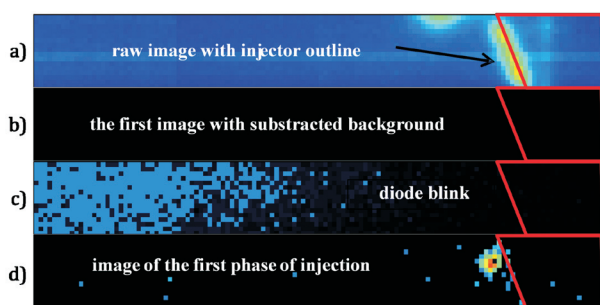 a) raw image with injector outline
b) the first image with substracted background
c) diode blink
d) image of the first phase of injection